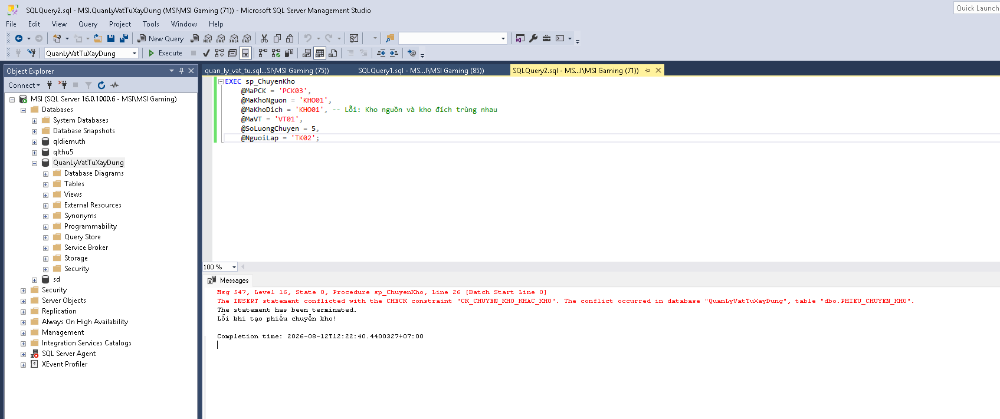 SQLQuery2.sql - MSI.QuanLyVatTuXayDung (MSI\MSI Gaming (71)) - Microsoft SQL Server Management Studio
Quick Launch
File Edit View Query Project Tools Window Help
New Query MDX DMX XMLA DAX
QuanLyVatTuXayDung Execute
Object Explorer
quan_ly_vat_tu.sql...SI\MSI Gaming (75)) SQLQuery1.sql - MS...I\MSI Gaming (85)) SQLQuery2.sql - MS...I\MSI Gaming (71))
Connect
MSI (SQL Server 16.0.1000.6 - MSI\MSI Gaming)
Databases
System Databases
Database Snapshots
qldiemuth
qlthu5
QuanLyVatTuXayDung
Database Diagrams
Tables
Views
External Resources
Synonyms
Programmability
Query Store
Service Broker
Storage
Security
sd
Security
Server Objects
Replication
Always On High Availability
Management
Integration Services Catalogs
SQL Server Agent
XEvent Profiler
EXEC sp_ChuyenKho
@MaPCK = 'PCK03',
@MaKhoNguon = 'KHO01',
@MaKhoDich = 'KHO01', -- Lỗi: Kho nguồn và kho đích trùng nhau
@MaVT = 'VT01',
@SoLuongChuyen = 5,
@NguoiLap = 'TK02';
100 %
Messages
Msg 547, Level 16, State 0, Procedure sp_ChuyenKho, Line 26 [Batch Start Line 0]
The INSERT statement conflicted with the CHECK constraint "CK_CHUYEN_KHO_KHAC_KHO". The conflict occurred in database "QuanLyVatTuXayDung", table "dbo.PHIEU_CHUYEN_KHO".
The statement has been terminated.
Lỗi khi tạo phiếu chuyển kho!
Completion time: 2026-08-12T12:22:40.4400327+07:00